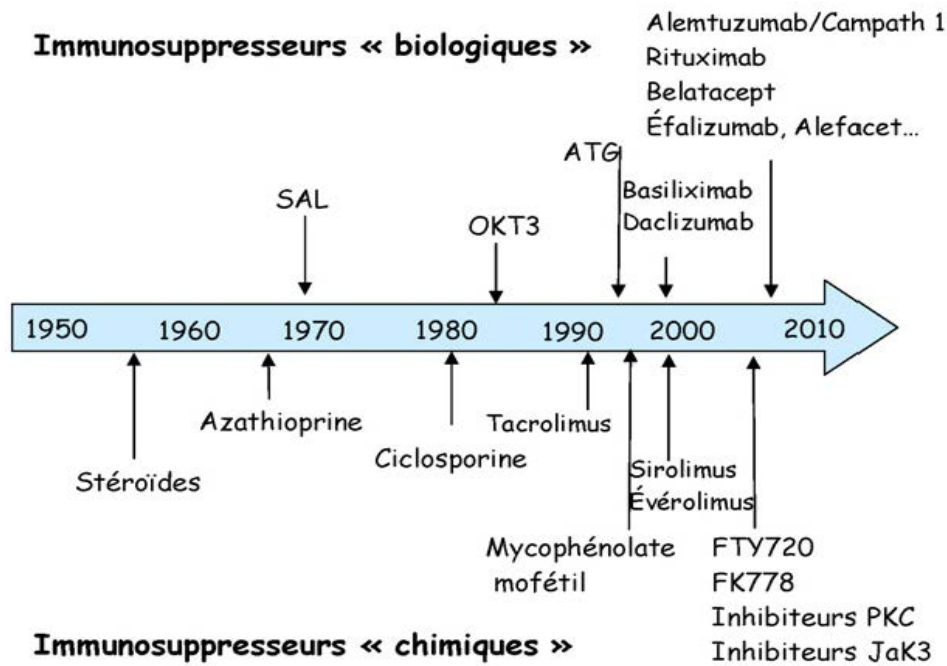 Immunosuppresseurs « biologiques »
Alemtuzumab/Campath 1
Rituximab
Belatacept
Éfalizumab, Alefacet...
ATG
Basiliximab
Daclizumab
SAL
OKT3
1950 1960 1970 1980 1990 2000 2010
Azathioprine
Tacrolimus
Ciclosporine
Stéroïdes
Sirolimus
Évérolimus
Mycophénolate
mofétil
FTY720
FK778
Inhibiteurs PKC
Inhibiteurs JaK3
Immunosuppresseurs « chimiques »